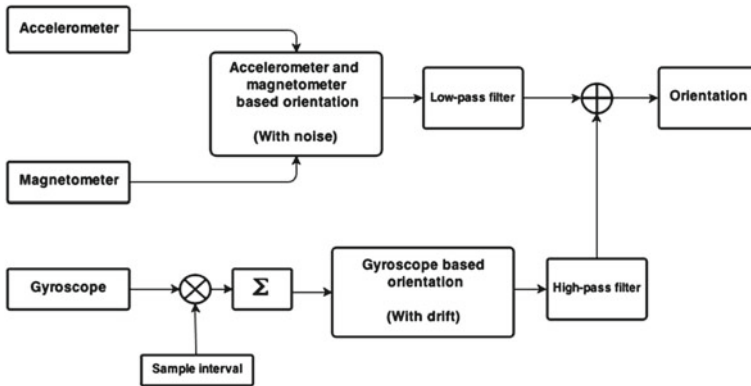 Accelerometer
Accelerometer and
magnetometer
based orientation
(With noise)
Low-pass filter
Orientation
Magnetometer
Gyroscope
Σ
Gyroscope based
orientation
(With drift)
High-pass filter
Sample interval